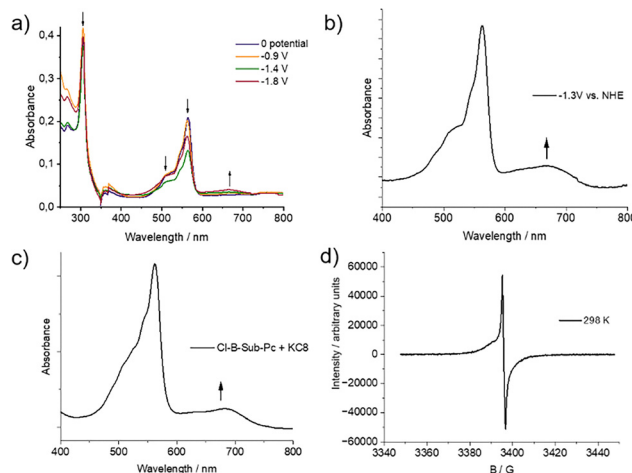 a)
0 potential
-0.9 V
-1.4 V
-1.8 V
0,4
0,3
0,2
0,1
0,0
Absorbance
300 400 500 600 700 800
Wavelength / nm
b)
-1.3V vs. NHE
Absorbance
400 500 600 700 800
Wavelength / nm
c)
Cl-B-Sub-Pc + KC8
Absorbance
400 500 600 700 800
Wavelength / nm
d)
298 K
60000
40000
20000
0
−20000
−40000
−60000
Intensity / arbitrary units
3340 3360 3380 3400 3420 3440
B / G